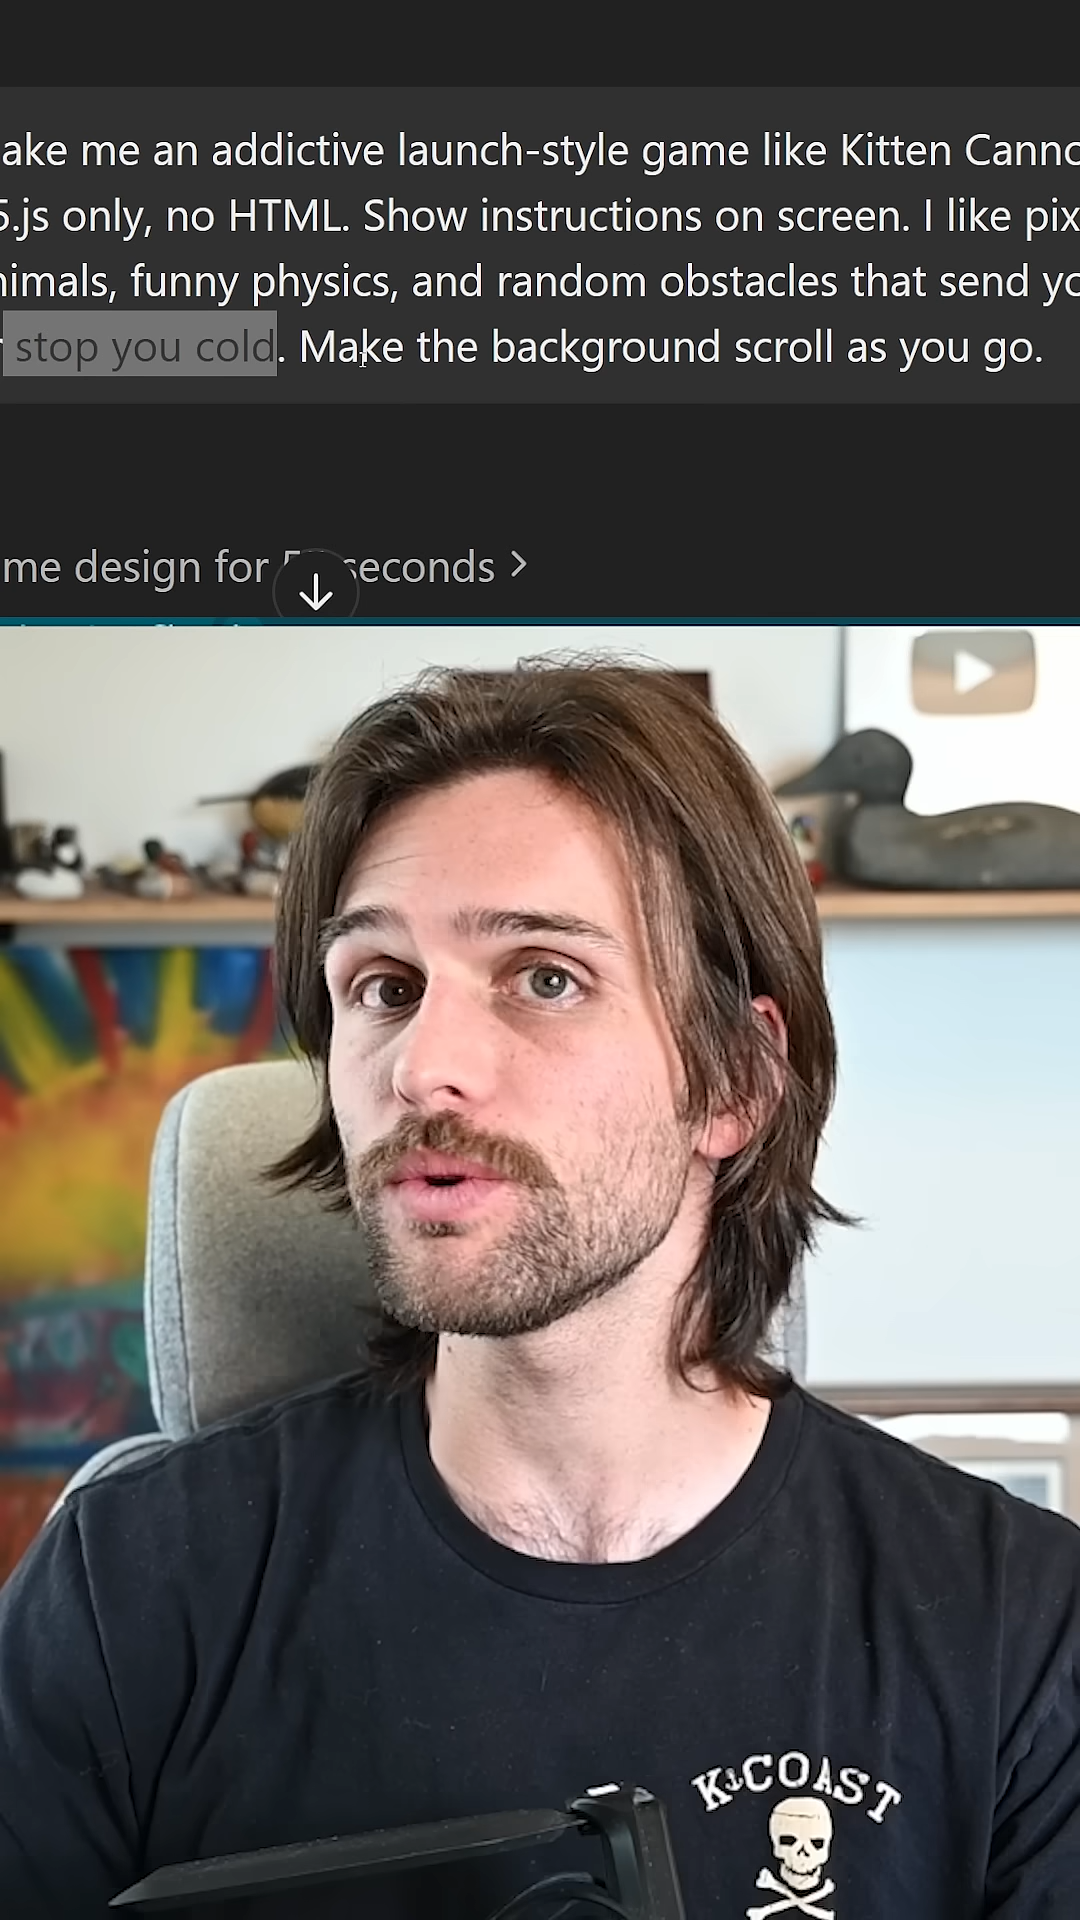 ake me an addictive launch-style game like Kitten Canno
5.js only, no HTML. Show instructions on screen. I like pix
nimals, funny physics, and random obstacles that send yo
stop you cold. Make the background scroll as you go.
me design for seconds >
K COAST